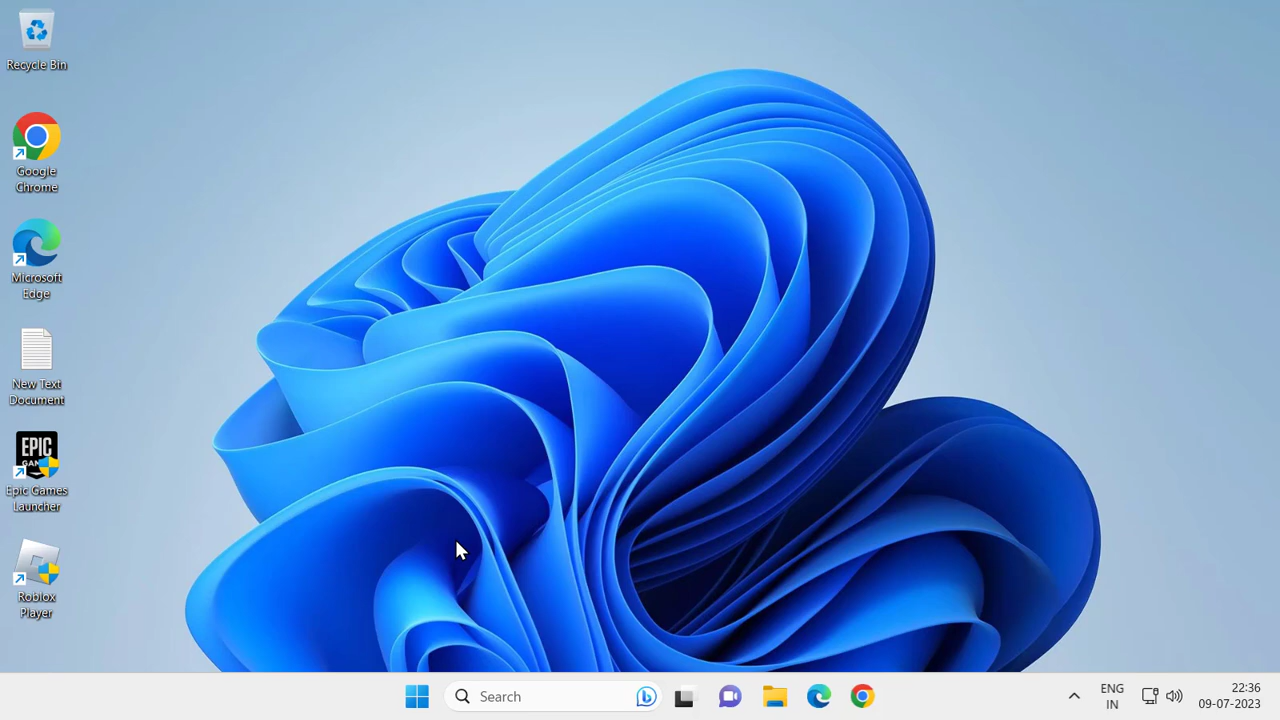 Recycle Bin
Google
Chrome
Microsoft
Edge
New Text
Document
EPIC
Epic Games
Launcher
Roblox
Player
Search
ENG
IN
22:36
09-07-2023